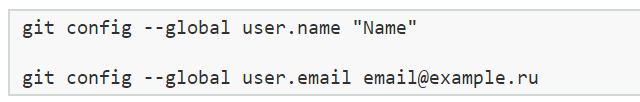 git config --global user.name "Name"
git config --global user.email email@example.ru